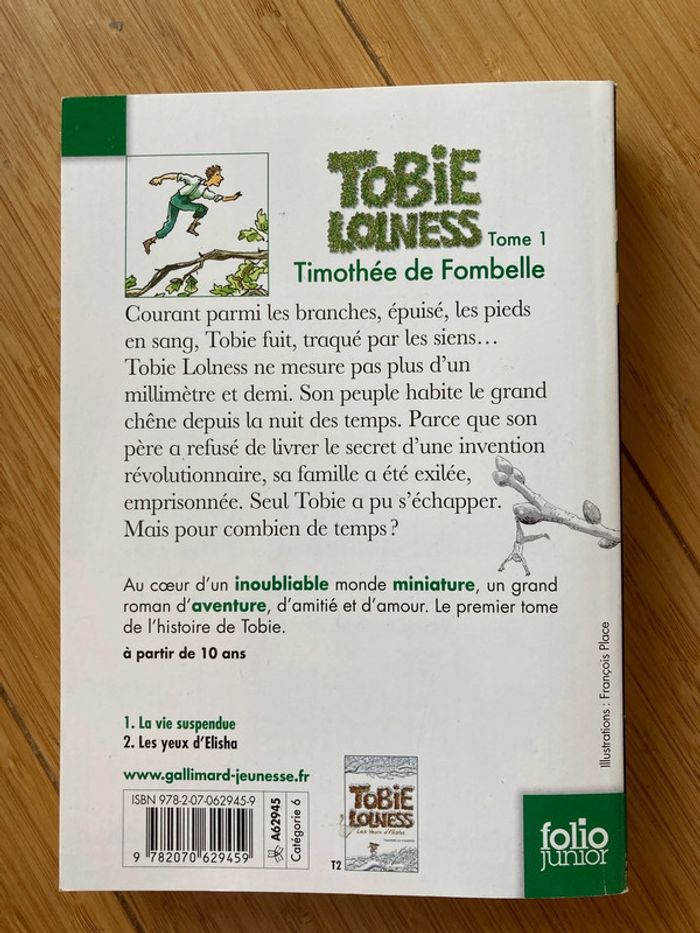 TOBIE
LOLNESS Tome 1
Timothée de Fombelle
Courant parmi les branches, épuisé, les pieds
en sang, Tobie fuit, traqué par les siens…
Tobie Lolness ne mesure pas plus d’un
millimètre et demi. Son peuple habite le grand
chêne depuis la nuit des temps. Parce que son
père a refusé de livrer le secret d’une invention
révolutionnaire, sa famille a été exilée,
emprisonnée. Seul Tobie a pu s’échapper.
Mais pour combien de temps ?
Au cœur d’un inoubliable monde miniature, un grand
roman d’aventure, d’amitié et d’amour. Le premier tome
de l’histoire de Tobie.
à partir de 10 ans
Illustrations : François Place
1. La vie suspendue
2. Les yeux d’Elisha
www.gallimard-jeunesse.fr
ISBN 978-2-07-062945-9
9 782070 629459
A62945
Catégorie 6
TOBIE
LOLNESS
Les Yeux d’Elisha
T2
folio
junior